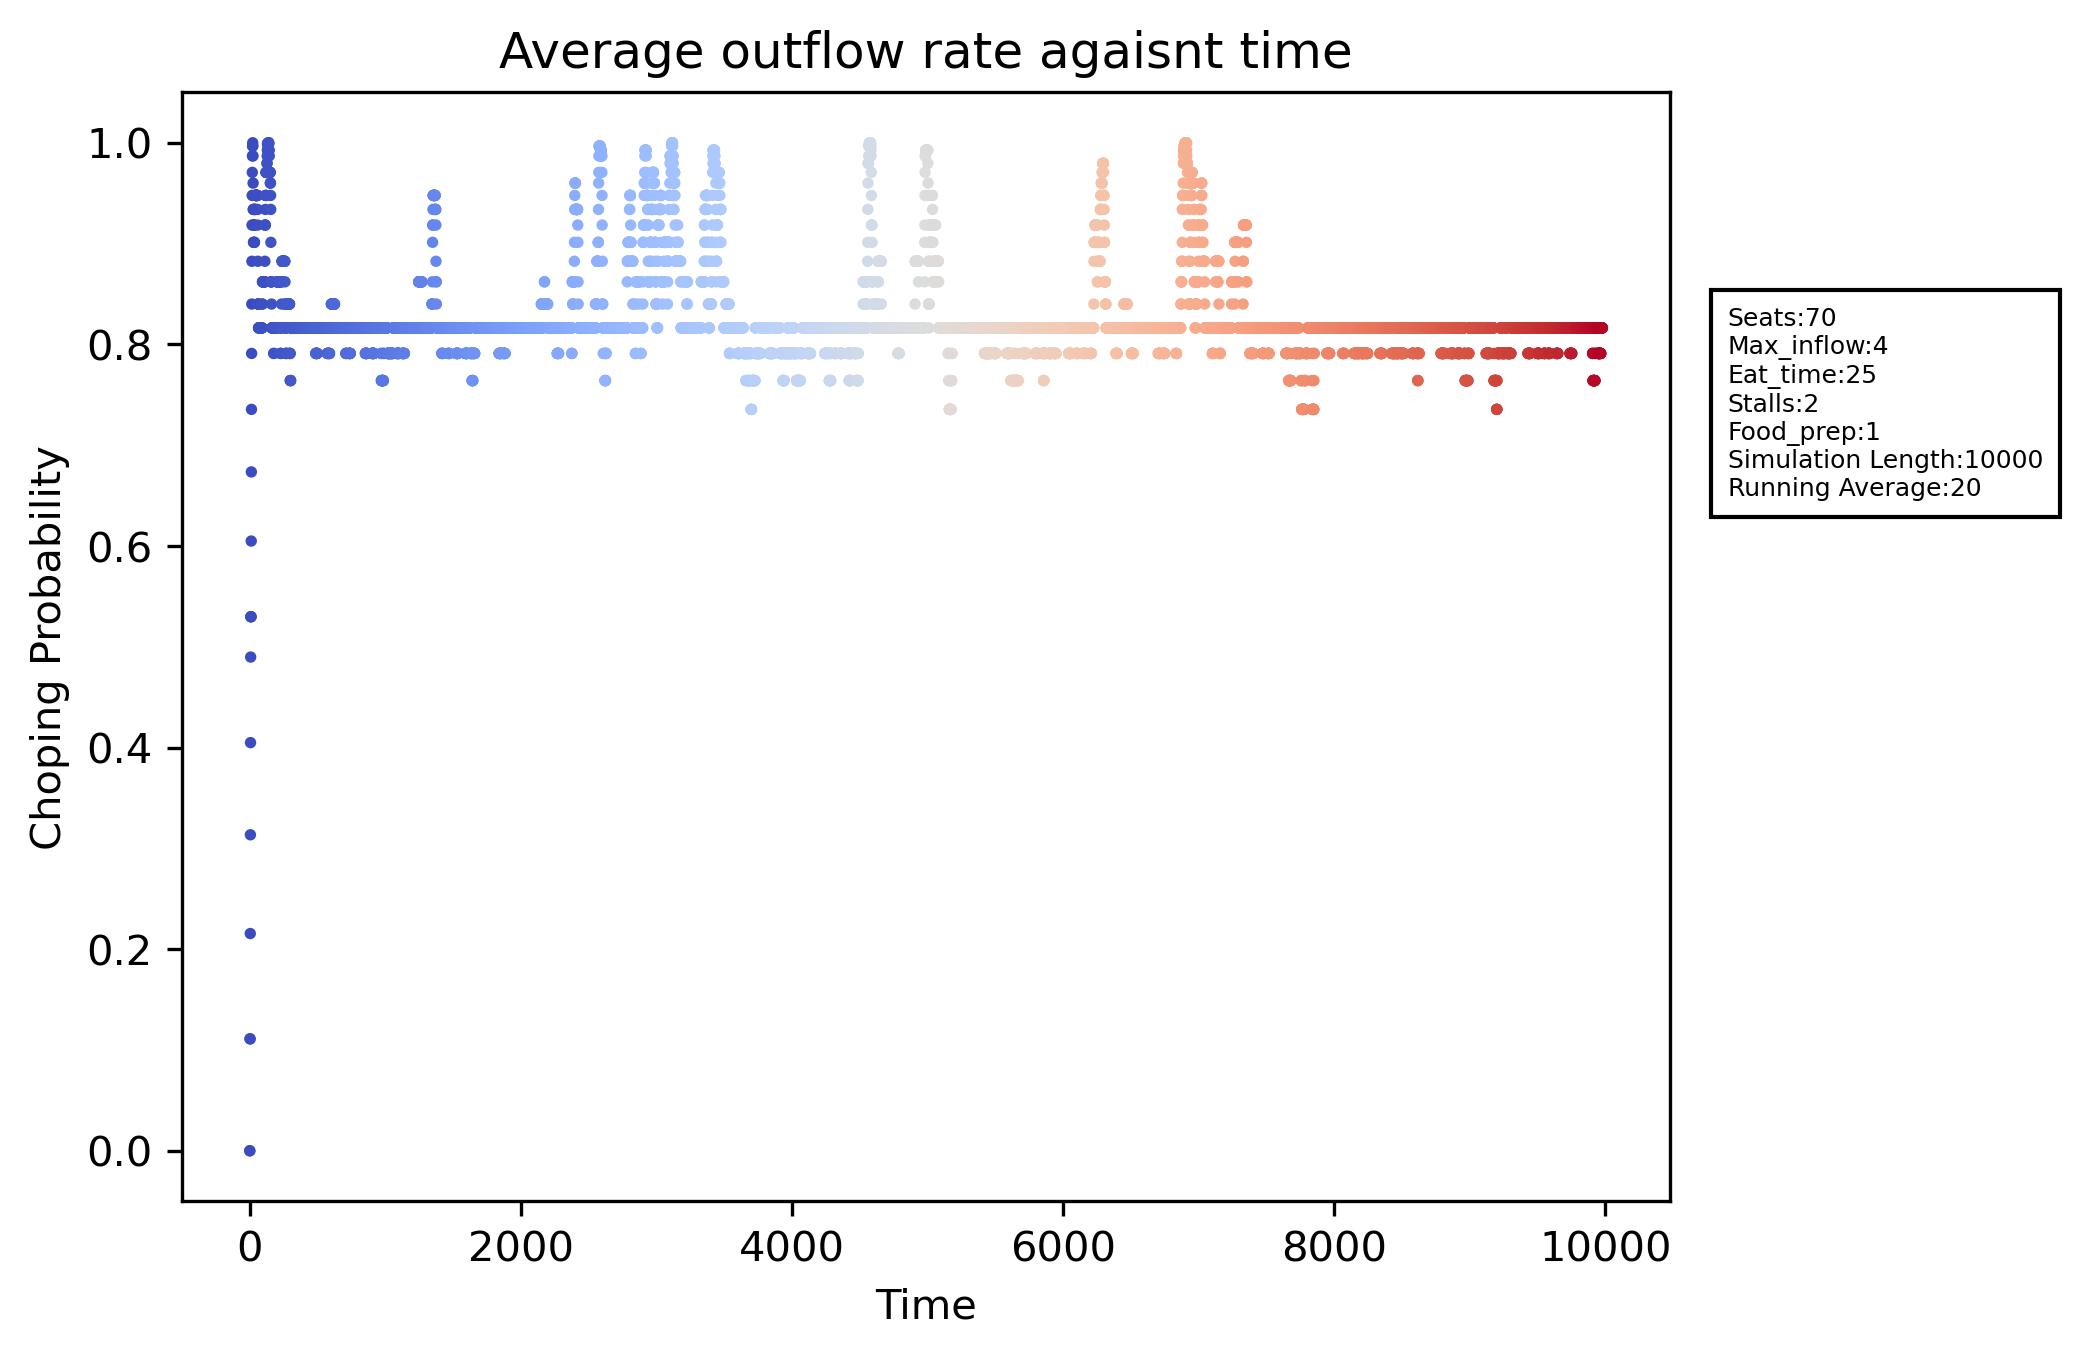 Average outflow rate agaisnt time
1.0
0.8
0.6
0.4
0.2
0.0
Choping Probability
0 2000 4000 6000 8000 10000
Time
Seats:70
Max_inflow:4
Eat_time:25
Stalls:2
Food_prep:1
Simulation Length:10000
Running Average:20